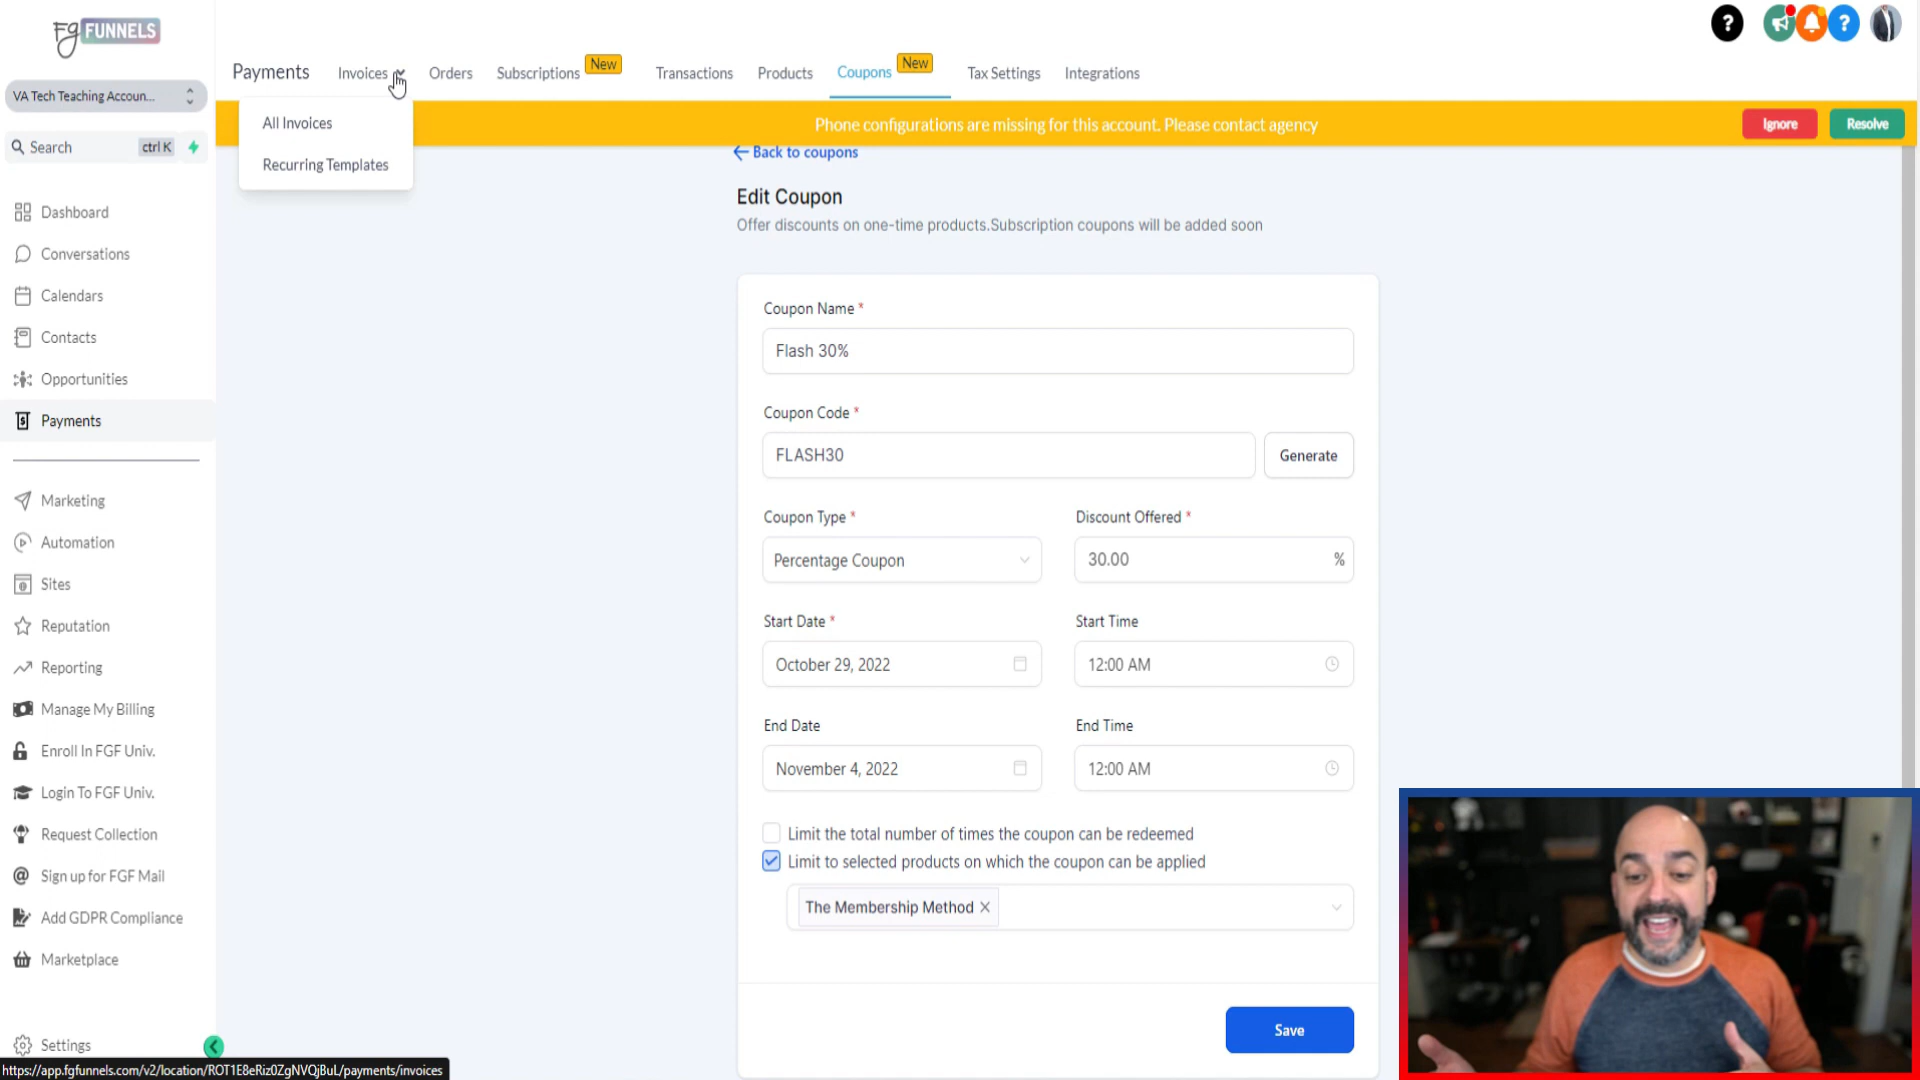 Fg FUNNELS
VA Tech Teaching Accoun...
Search ctrl K
Dashboard
Conversations
Calendars
Contacts
Opportunities
Payments
Marketing
Automation
Sites
Reputation
Reporting
Manage My Billing
Enroll In FGF Univ.
Login To FGF Univ.
Request Collection
Sign up for FGF Mail
Add GDPR Compliance
Marketplace
Settings
Payments Invoices Orders Subscriptions New Transactions Products Coupons New Tax Settings Integrations
All Invoices
Recurring Templates
Phone configurations are missing for this account. Please contact agency Ignore Resolve
Back to coupons
Edit Coupon
Offer discounts on one-time products.Subscription coupons will be added soon
Coupon Name *
Flash 30%
Coupon Code *
FLASH30 Generate
Coupon Type * Discount Offered *
Percentage Coupon 30.00 %
Start Date * Start Time
October 29, 2022 12:00 AM
End Date End Time
November 4, 2022 12:00 AM
Limit the total number of times the coupon can be redeemed
Limit to selected products on which the coupon can be applied
The Membership Method
Save
https://app.fgfunnels.com/v2/location/ROT1E8eRiz0ZgNVQjBuL/payments/invoices